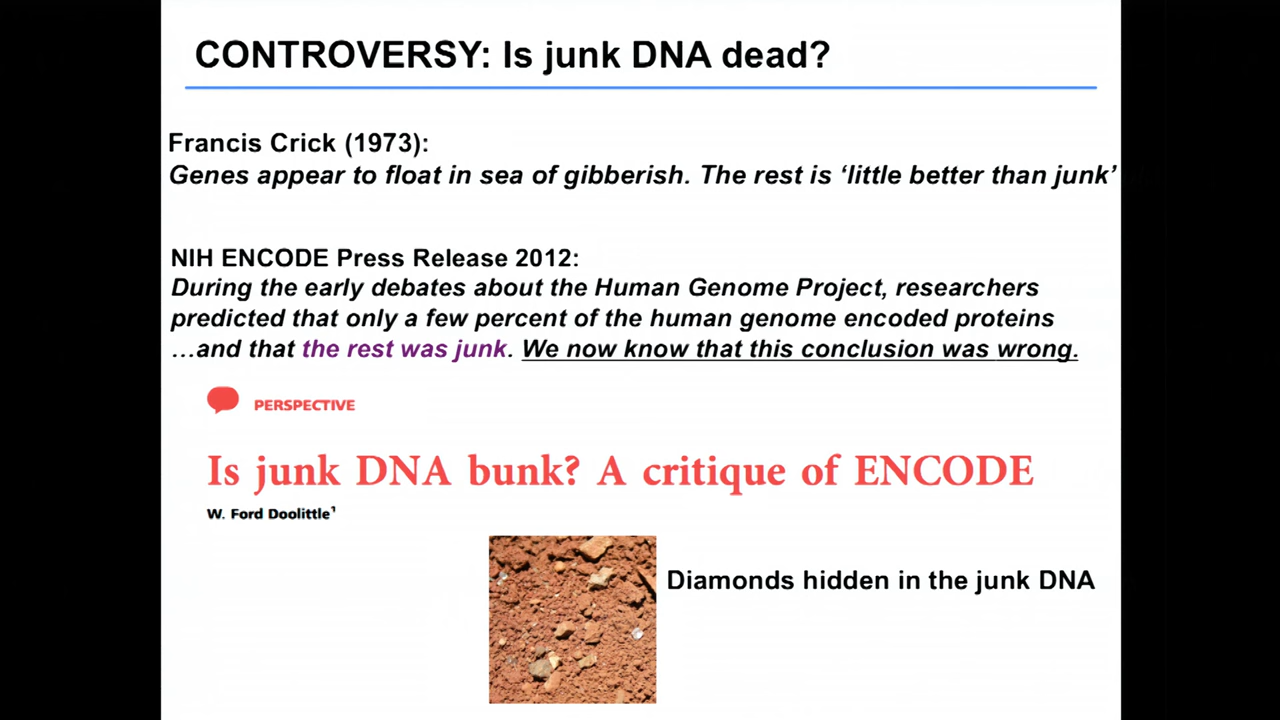 CONTROVERSY: Is junk DNA dead?
Francis Crick (1973):
Genes appear to float in sea of gibberish. The rest is ‘little better than junk’
NIH ENCODE Press Release 2012:
During the early debates about the Human Genome Project, researchers
predicted that only a few percent of the human genome encoded proteins
…and that the rest was junk. We now know that this conclusion was wrong.
PERSPECTIVE
Is junk DNA bunk? A critique of ENCODE
W. Ford Doolittle¹
Diamonds hidden in the junk DNA